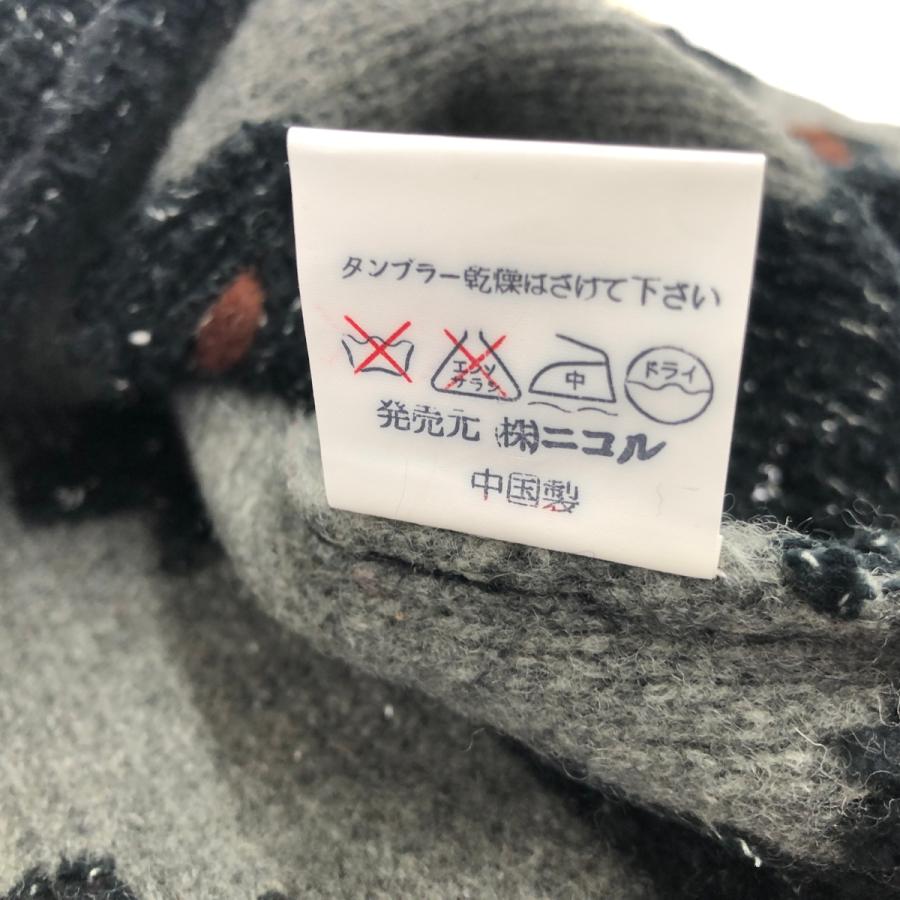 タンブラー乾燥はさけて下さい
エンソ 中 ドライ
サラシ
発売元 ㈱ニコル
中国製